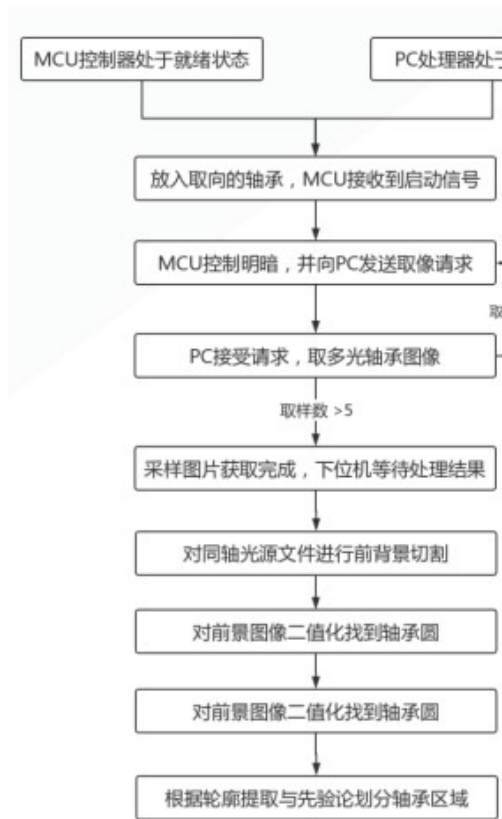 MCU控制器处于就绪状态
PC处理器处于
放入取向的轴承，MCU接收到启动信号
MCU控制明暗，并向PC发送取像请求
取
PC接受请求，取多光轴承图像
取样数 >5
采样图片获取完成，下位机等待处理结果
对同轴光源文件进行前背景切割
对前景图像二值化找到轴承圆
对前景图像二值化找到轴承圆
根据轮廓提取与先验论划分轴承区域